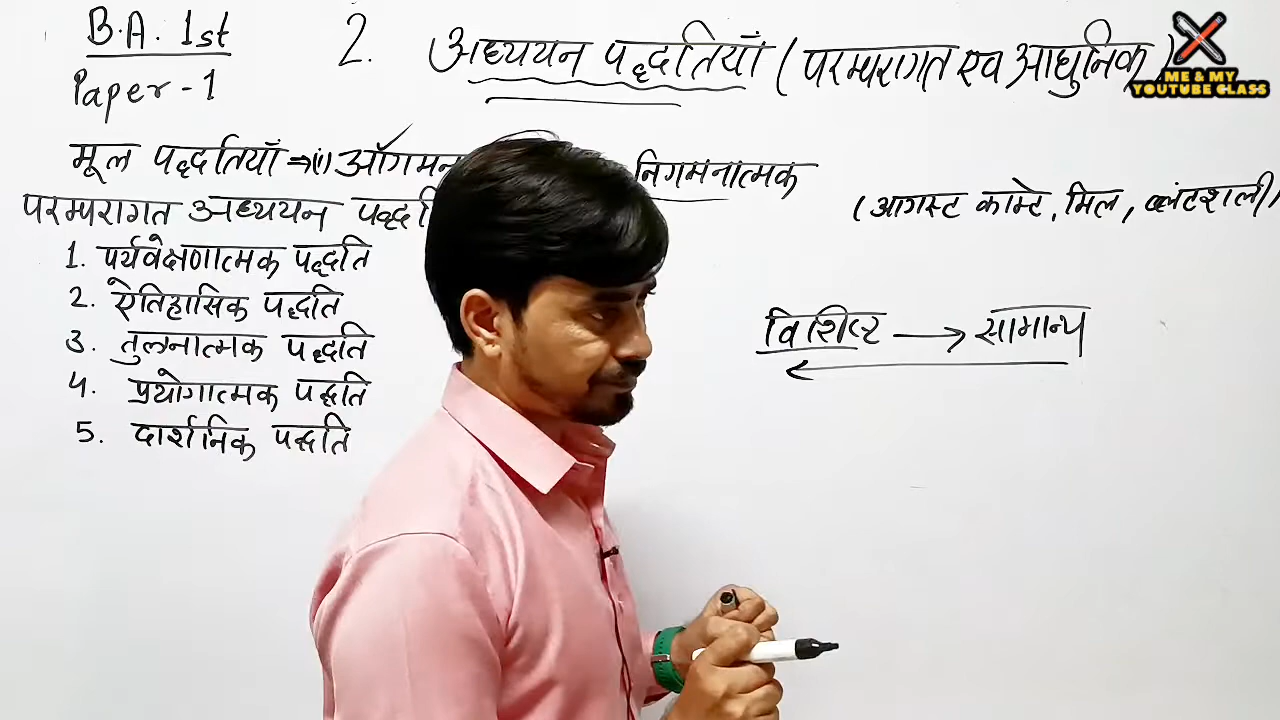 B.A. 1st
Paper-1
2. अध्ययन पद्धतियाँ (परम्परागत एव आधुनिक)
ME & MY
YOUTUBE CLASS
मूल पद्धतियाँ ⇒(i) ऑगमन निगमनात्मक
परम्परागत अध्ययन
(आगस्ट काम्टे, मिल, ब्लंटशली)
1. पर्यवेक्षणात्मक पद्धति
2. ऐतिहासिक पद्धति
3. तुलनात्मक पद्धति
4. प्रयोगात्मक पद्धति
5. दार्शनिक पद्धति
विशिष्ट → सामान्य